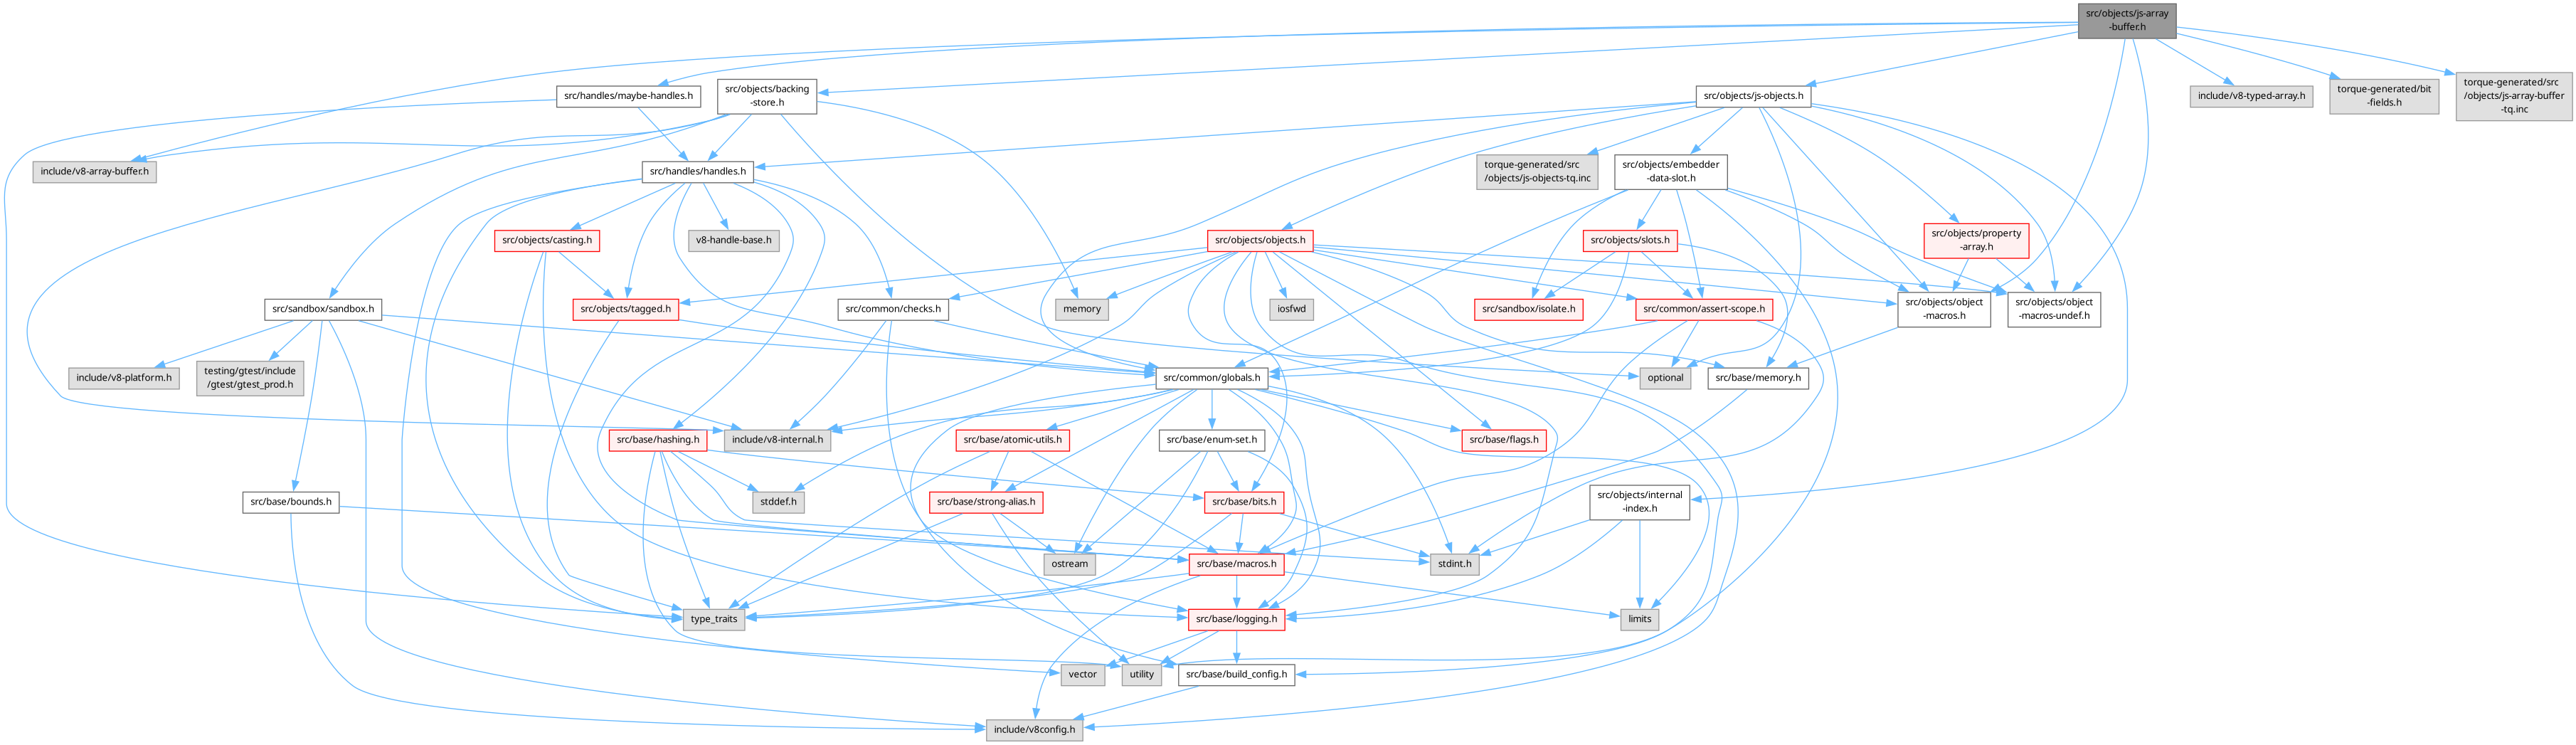 src/objects/js-array
-buffer.h
src/handles/maybe-handles.h
src/objects/backing
-store.h
src/objects/js-objects.h
include/v8-typed-array.h
torque-generated/bit
-fields.h
torque-generated/src
/objects/js-array-buffer
-tq.inc
include/v8-array-buffer.h
src/handles/handles.h
torque-generated/src
/objects/js-objects-tq.inc
src/objects/embedder
-data-slot.h
src/objects/casting.h
v8-handle-base.h
src/objects/objects.h
src/objects/slots.h
src/objects/property
-array.h
src/sandbox/sandbox.h
src/objects/tagged.h
src/common/checks.h
memory
iosfwd
src/sandbox/isolate.h
src/common/assert-scope.h
src/objects/object
-macros.h
src/objects/object
-macros-undef.h
include/v8-platform.h
testing/gtest/include
/gtest/gtest_prod.h
src/common/globals.h
optional
src/base/memory.h
src/base/hashing.h
include/v8-internal.h
src/base/atomic-utils.h
src/base/enum-set.h
src/base/flags.h
src/base/bounds.h
stddef.h
src/base/strong-alias.h
src/base/bits.h
src/objects/internal
-index.h
ostream
src/base/macros.h
stdint.h
type_traits
src/base/logging.h
limits
vector
utility
src/base/build_config.h
include/v8config.h